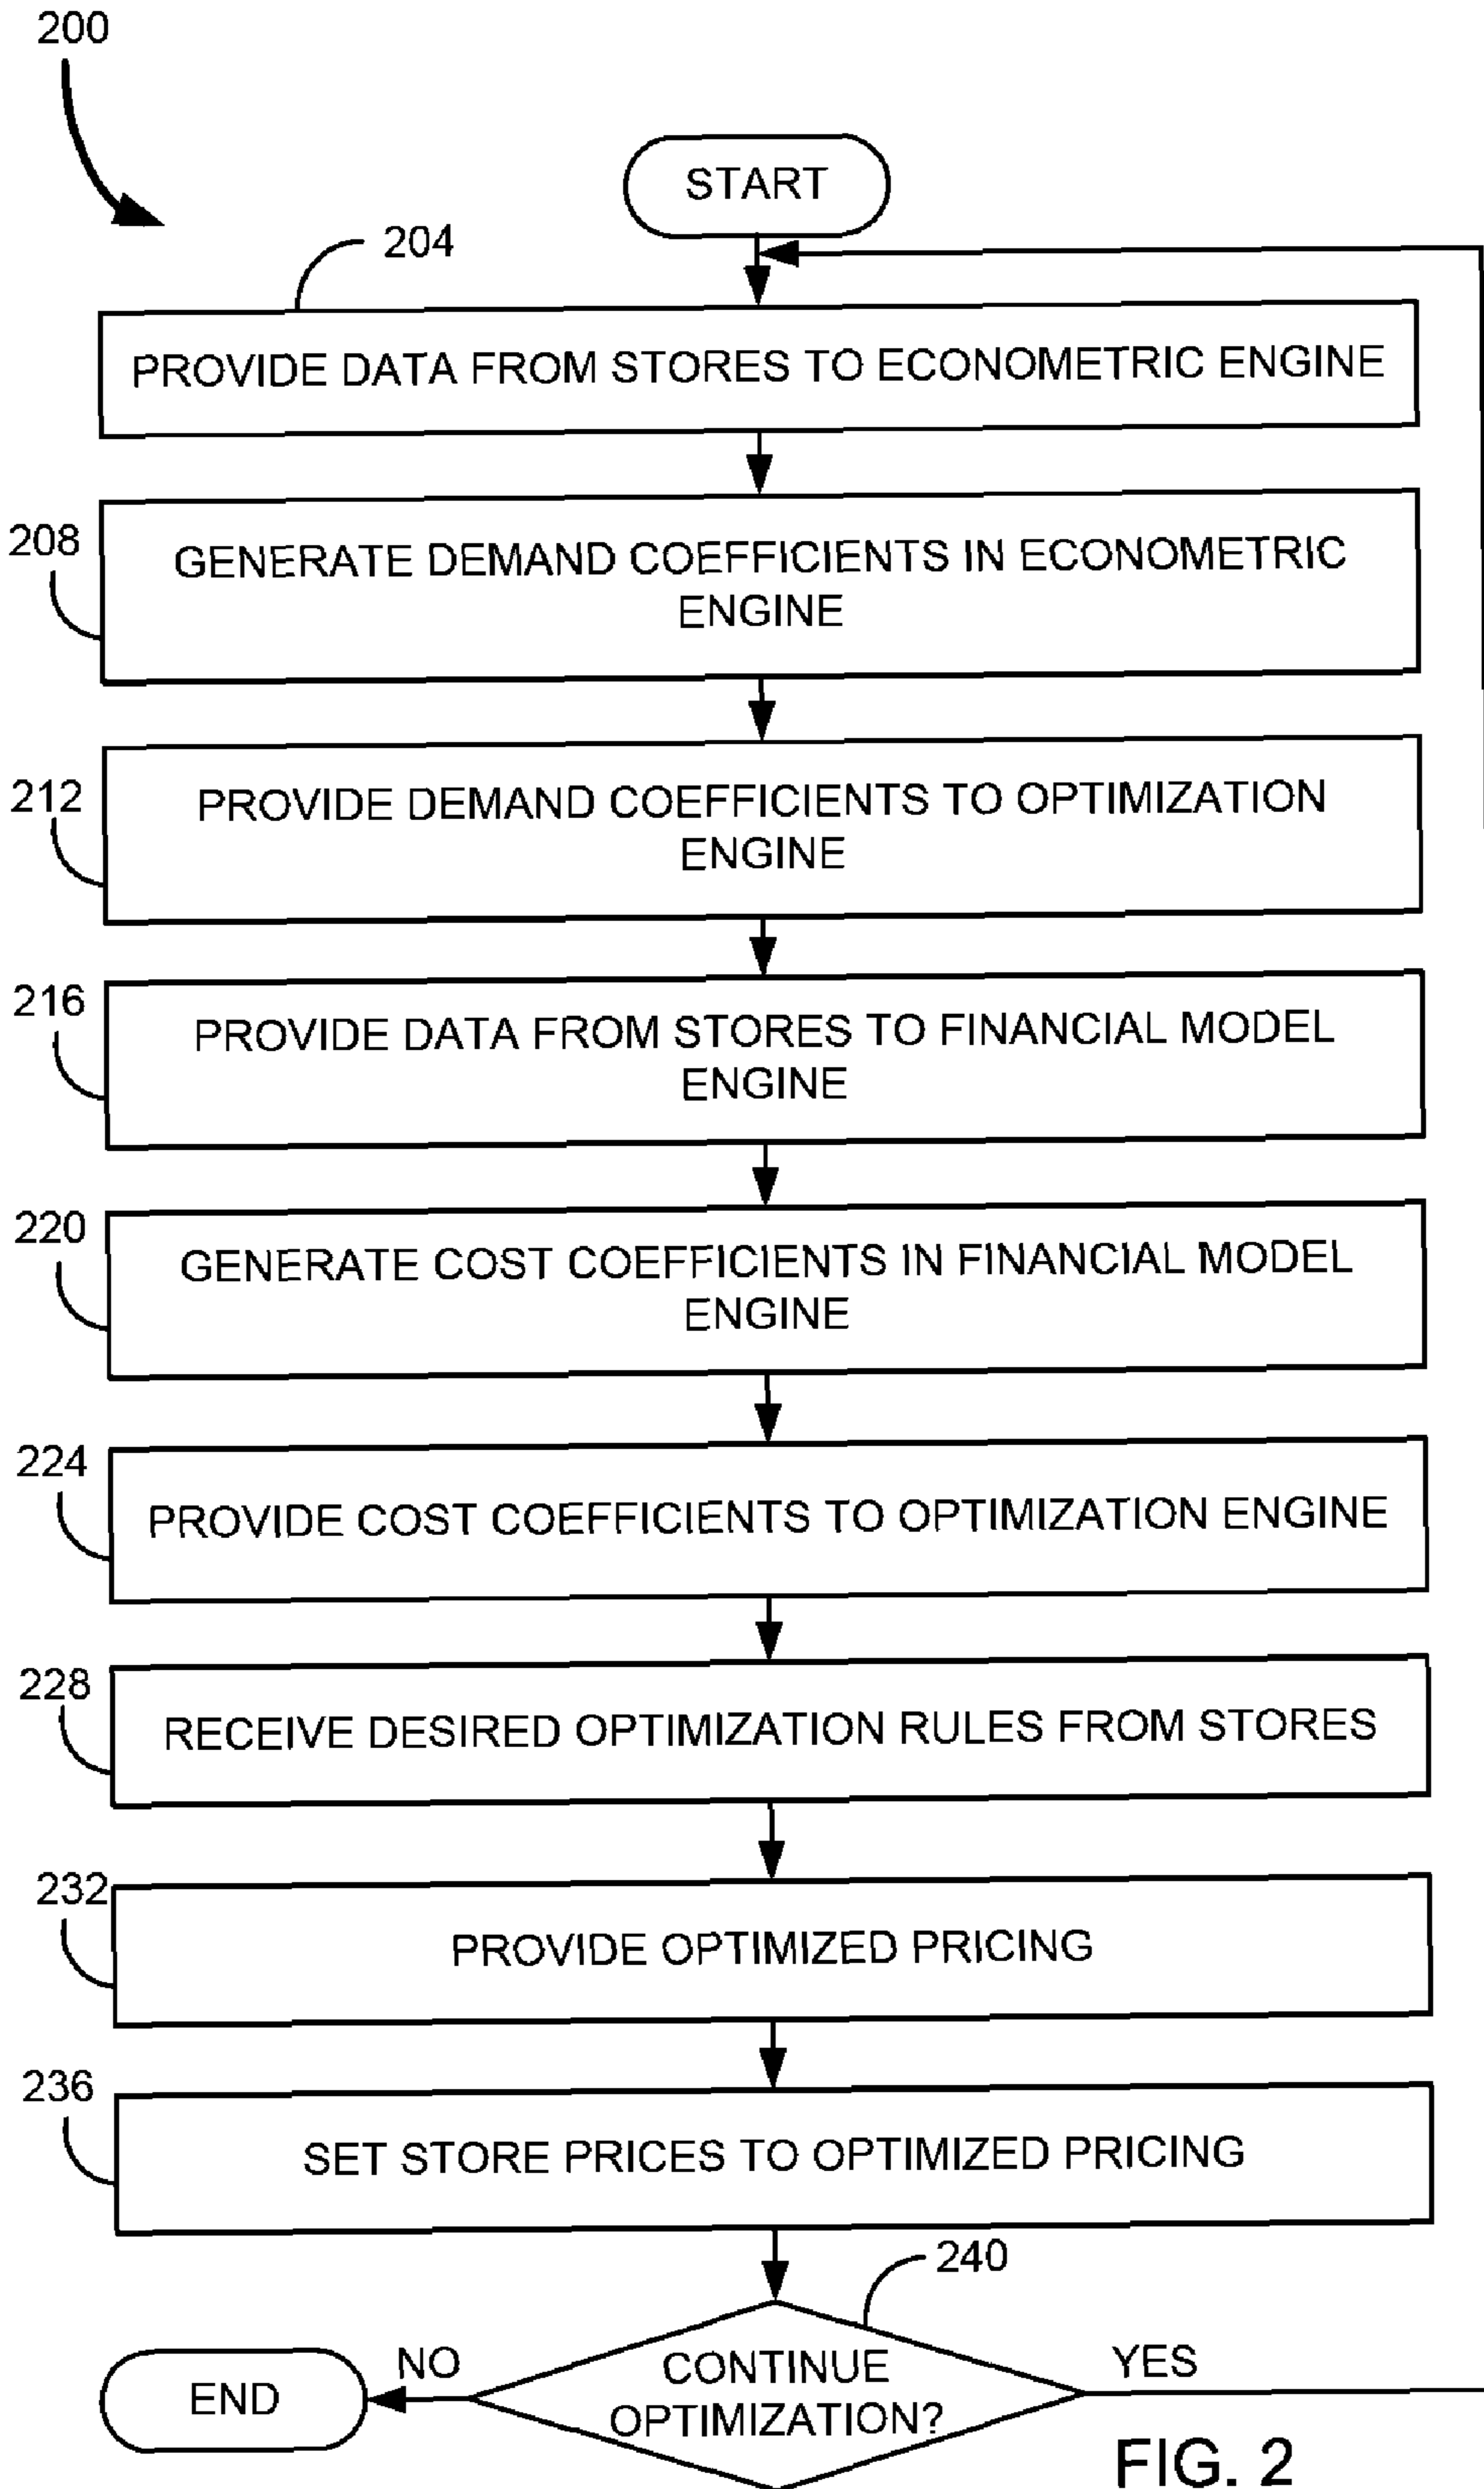 200
START
204
PROVIDE DATA FROM STORES TO ECONOMETRIC ENGINE
208
GENERATE DEMAND COEFFICIENTS IN ECONOMETRIC
ENGINE
212
PROVIDE DEMAND COEFFICIENTS TO OPTIMIZATION
ENGINE
216
PROVIDE DATA FROM STORES TO FINANCIAL MODEL
ENGINE
220
GENERATE COST COEFFICIENTS IN FINANCIAL MODEL
ENGINE
224
PROVIDE COST COEFFICIENTS TO OPTIMIZATION ENGINE
228
RECEIVE DESIRED OPTIMIZATION RULES FROM STORES
232
PROVIDE OPTIMIZED PRICING
236
SET STORE PRICES TO OPTIMIZED PRICING
240
CONTINUE
OPTIMIZATION?
NO
YES
END
FIG. 2